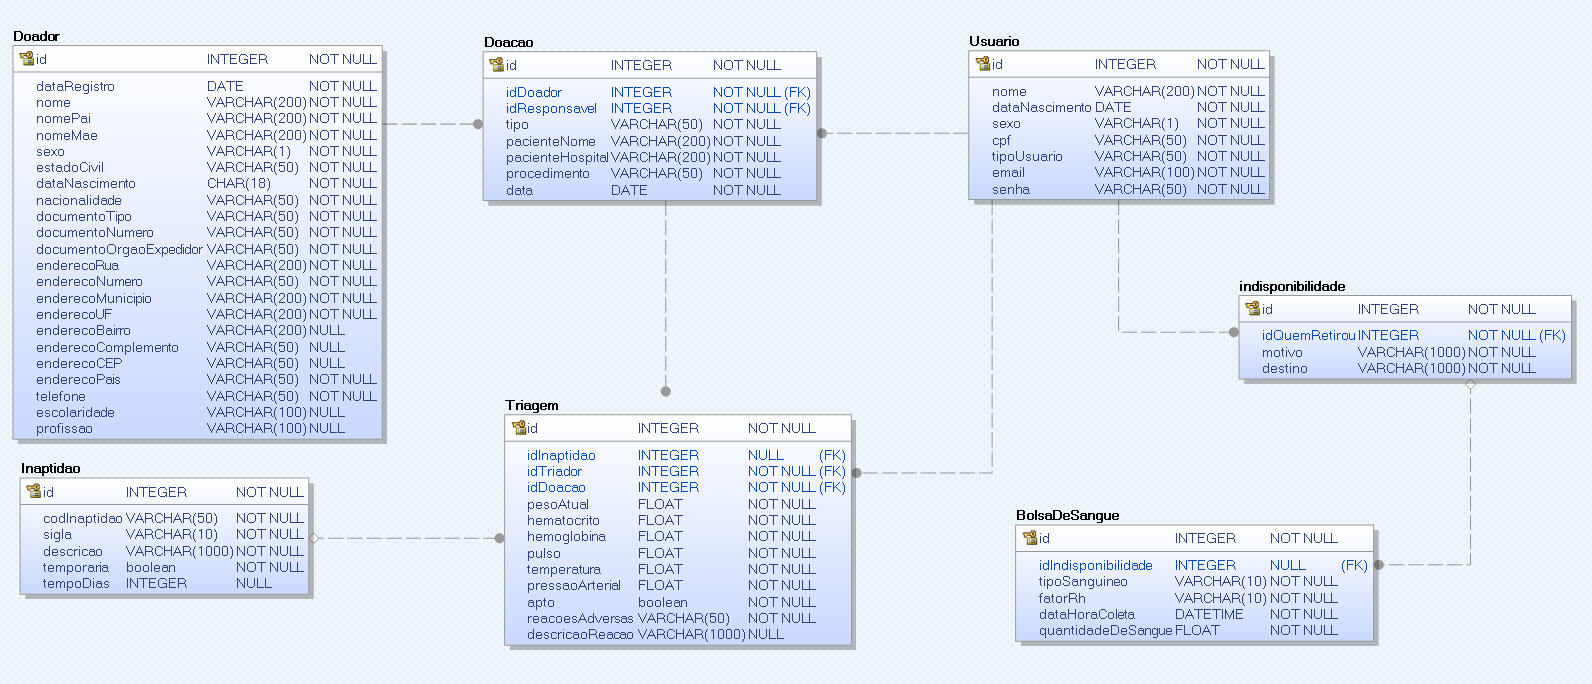 Doador
id INTEGER NOT NULL
dataRegistro DATE NOT NULL
nome VARCHAR(200) NOT NULL
nomePai VARCHAR(200) NOT NULL
nomeMae VARCHAR(200) NOT NULL
sexo VARCHAR(1) NOT NULL
estadoCivil VARCHAR(50) NOT NULL
dataNascimento CHAR(18) NOT NULL
nacionalidade VARCHAR(50) NOT NULL
documentoTipo VARCHAR(50) NOT NULL
documentoNumero VARCHAR(50) NOT NULL
documentoOrgaoExpedidor VARCHAR(50) NOT NULL
enderecoRua VARCHAR(200) NOT NULL
enderecoNumero VARCHAR(50) NOT NULL
enderecoMunicipio VARCHAR(200) NOT NULL
enderecoUF VARCHAR(200) NOT NULL
enderecoBairro VARCHAR(200) NULL
enderecoComplemento VARCHAR(50) NULL
enderecoCEP VARCHAR(50) NULL
enderecoPais VARCHAR(50) NOT NULL
telefone VARCHAR(50) NOT NULL
escolaridade VARCHAR(100) NULL
profissao VARCHAR(100) NULL
Doacao
id INTEGER NOT NULL
idDoador INTEGER NOT NULL (FK)
idResponsavel INTEGER NOT NULL (FK)
tipo VARCHAR(50) NOT NULL
pacienteNome VARCHAR(200) NOT NULL
pacienteHospital VARCHAR(200) NOT NULL
procedimento VARCHAR(50) NOT NULL
data DATE NOT NULL
Usuario
id INTEGER NOT NULL
nome VARCHAR(200) NOT NULL
dataNascimento DATE NOT NULL
sexo VARCHAR(1) NOT NULL
cpf VARCHAR(50) NOT NULL
tipoUsuario VARCHAR(50) NOT NULL
email VARCHAR(100) NOT NULL
senha VARCHAR(50) NOT NULL
indisponibilidade
id INTEGER NOT NULL
idQuemRetirou INTEGER NOT NULL (FK)
motivo VARCHAR(1000) NOT NULL
destino VARCHAR(1000) NOT NULL
Triagem
id INTEGER NOT NULL
idInaptidao INTEGER NULL (FK)
idTriador INTEGER NOT NULL (FK)
idDoacao INTEGER NOT NULL (FK)
pesoAtual FLOAT NOT NULL
hematocrito FLOAT NOT NULL
hemoglobina FLOAT NOT NULL
pulso FLOAT NOT NULL
temperatura FLOAT NOT NULL
pressaoArterial FLOAT NOT NULL
apto boolean NOT NULL
reacoesAdversas VARCHAR(50) NOT NULL
descricaoReacao VARCHAR(1000) NULL
Inaptidao
id INTEGER NOT NULL
codInaptidao VARCHAR(50) NOT NULL
sigla VARCHAR(10) NOT NULL
descricao VARCHAR(1000) NOT NULL
temporaria boolean NOT NULL
tempoDias INTEGER NULL
BolsaDeSangue
id INTEGER NOT NULL
idIndisponibilidade INTEGER NULL (FK)
tipoSanguineo VARCHAR(10) NOT NULL
fatorRh VARCHAR(10) NOT NULL
dataHoraColeta DATETIME NOT NULL
quantidadeDeSangue FLOAT NOT NULL